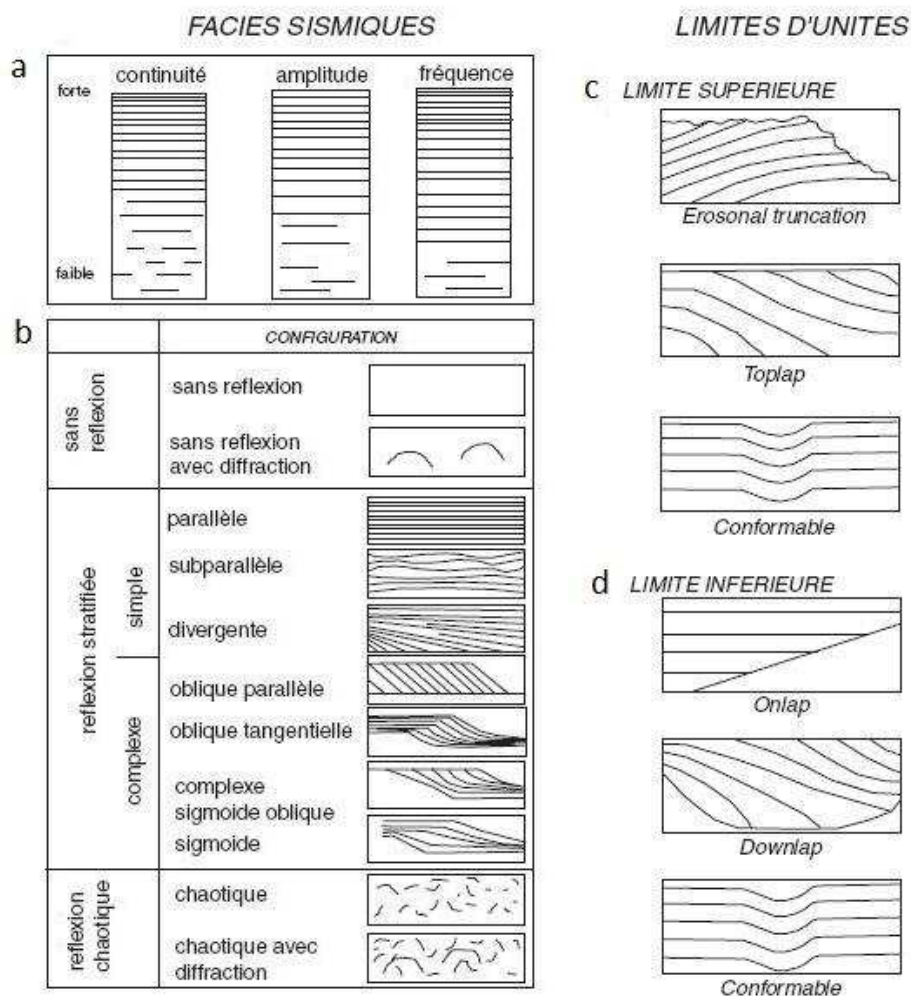 FACIES SISMIQUES
a
continuité
amplitude
fréquence
forte
faible
b
CONFIGURATION
sans
reflexion
sans reflexion
sans reflexion
avec diffraction
reflexion stratifiée
simple
parallèle
subparallèle
divergente
complexe
oblique parallèle
oblique tangentielle
complexe
sigmoide oblique
sigmoide
reflexion
chaotique
chaotique
chaotique avec
diffraction
LIMITES D'UNITES
c
LIMITE SUPERIEURE
Erosonal truncation
Toplap
Conformable
d
LIMITE INFERIEURE
Onlap
Downlap
Conformable